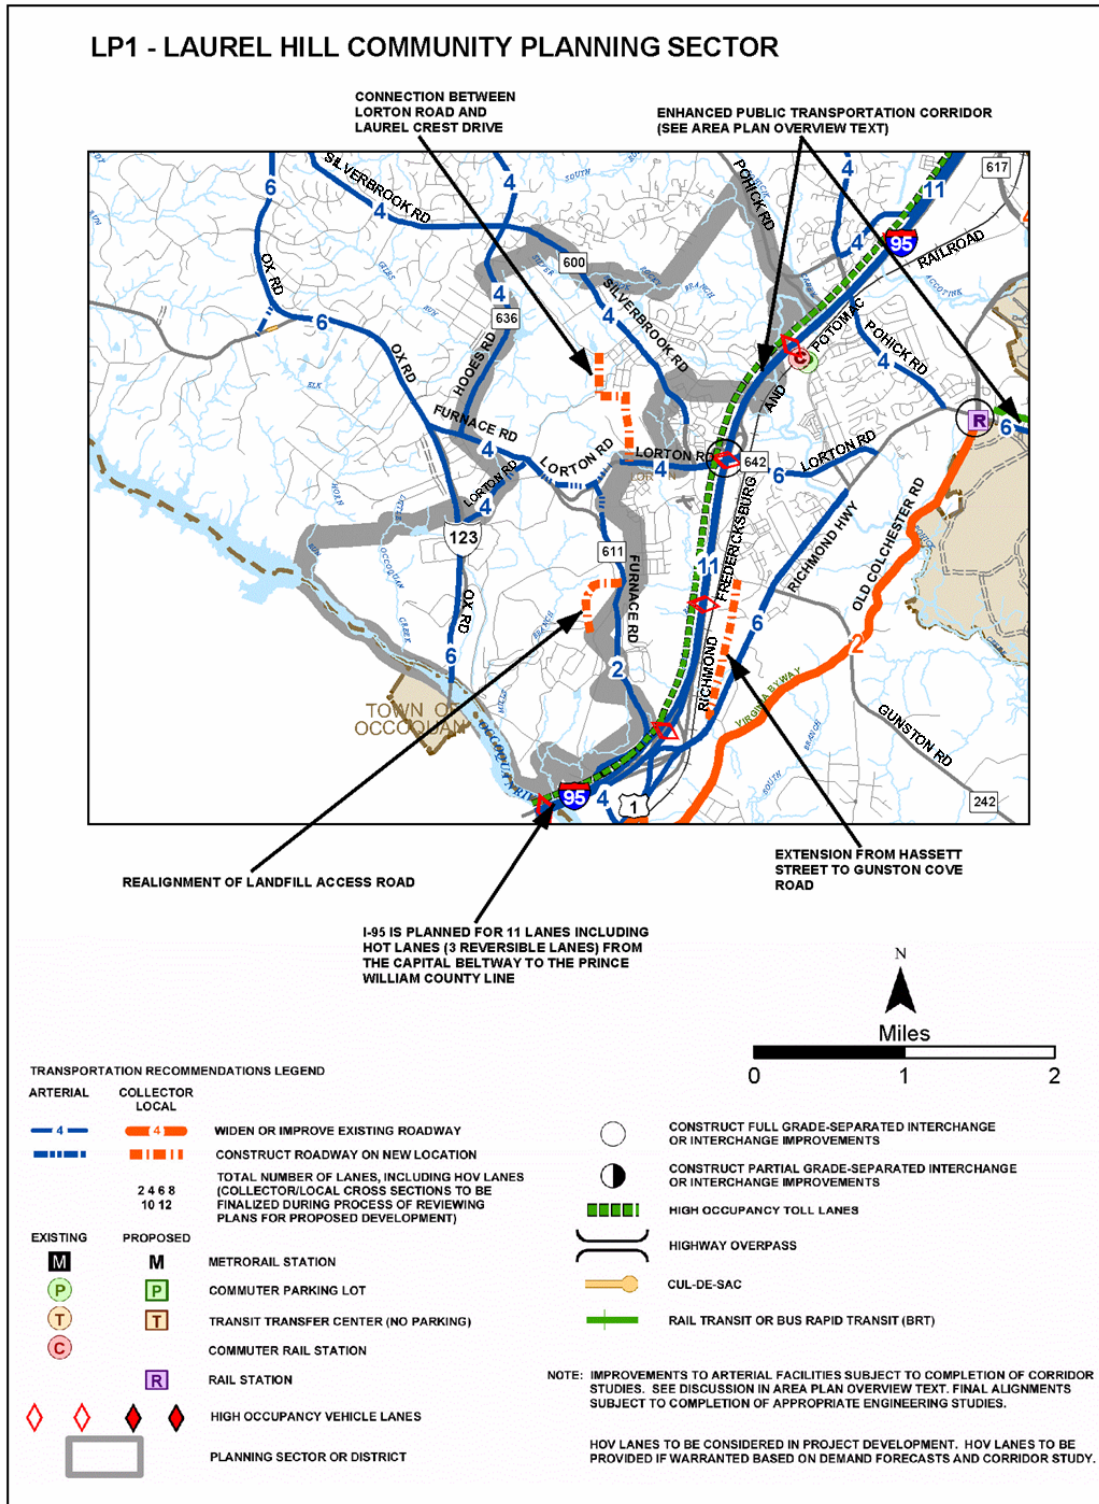 LP1 - LAUREL HILL COMMUNITY PLANNING SECTOR
CONNECTION BETWEEN
LORTON ROAD AND
LAUREL CREST DRIVE
ENHANCED PUBLIC TRANSPORTATION CORRIDOR
(SEE AREA PLAN OVERVIEW TEXT)
SILVERBROOK RD
4
6
4
POHICK RD
4
11
617
95
RAILROAD
ACCOTINK
SOUTH
OX RD
6
600
4
636
HOOES RD
SILVERBROOK RD
4
BRANCH
4
POTOMAC
POHICK RD
4
C
AND
OX RD
ELK
RUN
FURNACE RD
4
LORTON RD
LORTON RD
4
642
6
LORTON RD
R
6
LORTON RD
4
123
OCCOQUAN
CREEK
611
FURNACE RD
2
11
FREDERICKSBURG
RICHMOND
RICHMOND HWY
6
OLD COLCHESTER RD
2
VIRGINIA BYWAY
GUNSTON RD
242
OX RD
6
BRANCH
TOWN OF
OCCOQUAN
OCCOQUAN RIV
95
4
1
SOUTH
BRANCH
REALIGNMENT OF LANDFILL ACCESS ROAD
EXTENSION FROM HASSETT
STREET TO GUNSTON COVE
ROAD
I-95 IS PLANNED FOR 11 LANES INCLUDING
HOT LANES (3 REVERSIBLE LANES) FROM
THE CAPITAL BELTWAY TO THE PRINCE
WILLIAM COUNTY LINE
N
Miles
0 1 2
TRANSPORTATION RECOMMENDATIONS LEGEND
ARTERIAL COLLECTOR
LOCAL
4 4 WIDEN OR IMPROVE EXISTING ROADWAY
CONSTRUCT ROADWAY ON NEW LOCATION
2 4 6 8
10 12
TOTAL NUMBER OF LANES, INCLUDING HOV LANES
(COLLECTOR/LOCAL CROSS SECTIONS TO BE
FINALIZED DURING PROCESS OF REVIEWING
PLANS FOR PROPOSED DEVELOPMENT)
EXISTING PROPOSED
M M METRORAIL STATION
P P COMMUTER PARKING LOT
T T TRANSIT TRANSFER CENTER (NO PARKING)
C COMMUTER RAIL STATION
R RAIL STATION
HIGH OCCUPANCY VEHICLE LANES
PLANNING SECTOR OR DISTRICT
CONSTRUCT FULL GRADE-SEPARATED INTERCHANGE
OR INTERCHANGE IMPROVEMENTS
CONSTRUCT PARTIAL GRADE-SEPARATED INTERCHANGE
OR INTERCHANGE IMPROVEMENTS
HIGH OCCUPANCY TOLL LANES
HIGHWAY OVERPASS
CUL-DE-SAC
RAIL TRANSIT OR BUS RAPID TRANSIT (BRT)
NOTE: IMPROVEMENTS TO ARTERIAL FACILITIES SUBJECT TO COMPLETION OF CORRIDOR
STUDIES. SEE DISCUSSION IN AREA PLAN OVERVIEW TEXT. FINAL ALIGNMENTS
SUBJECT TO COMPLETION OF APPROPRIATE ENGINEERING STUDIES.
HOV LANES TO BE CONSIDERED IN PROJECT DEVELOPMENT. HOV LANES TO BE
PROVIDED IF WARRANTED BASED ON DEMAND FORECASTS AND CORRIDOR STUDY.